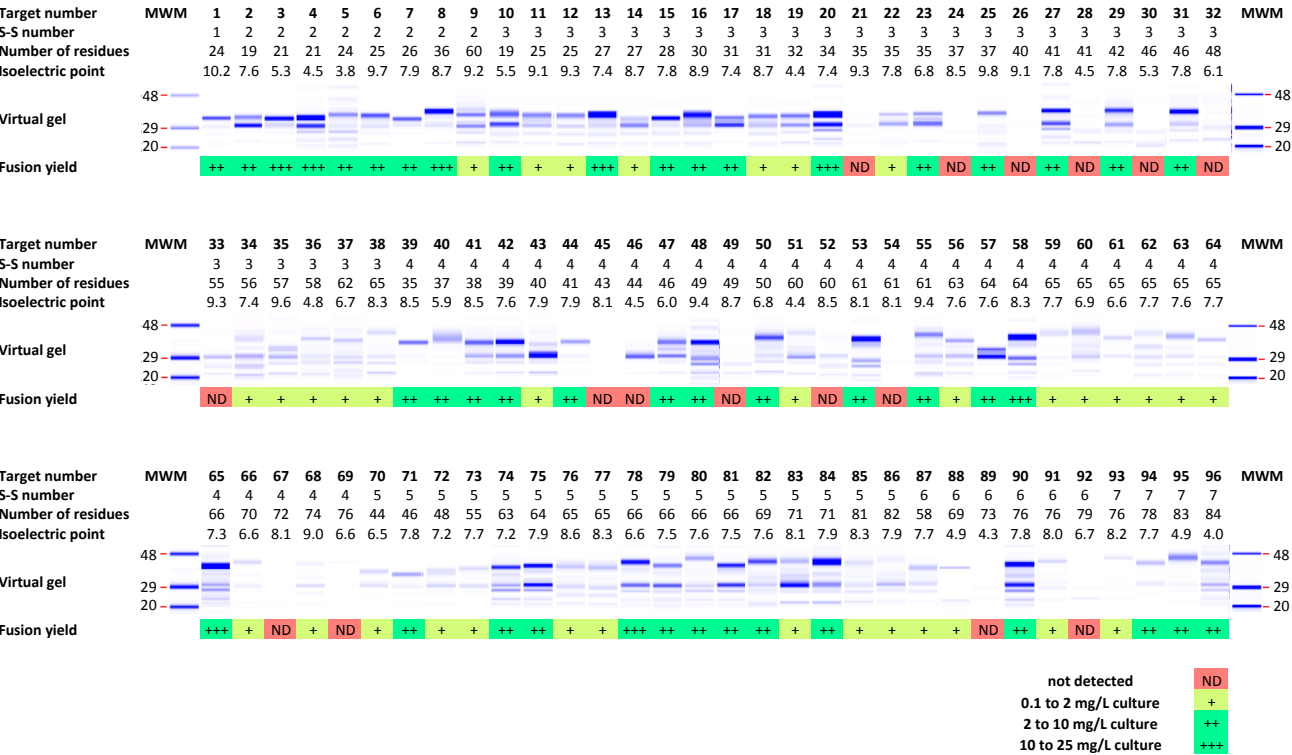 Target number MWM 1 2 3 4 5 6 7 8 9 10 11 12 13 14 15 16 17 18 19 20 21 22 23 24 25 26 27 28 29 30 31 32 MWM
S-S number 1 2 2 2 2 2 2 2 2 3 3 3 3 3 3 3 3 3 3 3 3 3 3 3 3 3 3 3 3 3 3 3
Number of residues 24 19 21 21 24 25 26 36 60 19 25 25 27 27 28 30 31 31 32 34 35 35 35 37 37 40 41 41 42 46 46 48
Isoelectric point 10.2 7.6 5.3 4.5 3.8 9.7 7.9 8.7 9.2 5.5 9.1 9.3 7.4 8.7 7.8 8.9 7.4 8.7 4.4 7.4 9.3 7.8 6.8 8.5 9.8 9.1 7.8 4.5 7.8 5.3 7.8 6.1
48 48
Virtual gel 29 29
20 20
Fusion yield ++ ++ +++ +++ ++ ++ ++ +++ + ++ + + +++ + ++ ++ ++ + + +++ ND + ++ ND ++ ND ++ ND ++ ND ++ ND
Target number MWM 33 34 35 36 37 38 39 40 41 42 43 44 45 46 47 48 49 50 51 52 53 54 55 56 57 58 59 60 61 62 63 64 MWM
S-S number 3 3 3 3 3 3 4 4 4 4 4 4 4 4 4 4 4 4 4 4 4 4 4 4 4 4 4 4 4 4 4 4
Number of residues 55 56 57 58 62 65 35 37 38 39 40 41 43 44 46 48 49 50 60 60 61 61 61 63 64 64 65 65 65 65 65 65
Isoelectric point 9.3 7.4 9.6 4.8 6.7 8.3 8.5 5.9 8.5 7.6 7.9 7.9 8.1 4.5 6.0 9.4 8.7 6.8 4.4 8.5 8.1 8.1 9.4 7.6 7.6 8.3 7.7 6.9 6.6 7.7 7.6 7.7
48 48
Virtual gel 29 29
20 20
Fusion yield ND + + + + + ++ ++ ++ ++ + ++ ND ND ++ ++ ND ++ + ND ++ ND ++ + ++ +++ + + + + + +
Target number MWM 65 66 67 68 69 70 71 72 73 74 75 76 77 78 79 80 81 82 83 84 85 86 87 88 89 90 91 92 93 94 95 96 MWM
S-S number 4 4 4 4 4 5 5 5 5 5 5 5 5 5 5 5 5 5 5 5 5 5 6 6 6 6 6 6 7 7 7 7
Number of residues 66 70 72 74 76 44 46 48 55 63 64 65 65 66 66 66 66 69 71 71 81 82 58 69 73 76 76 79 76 78 81 84
Isoelectric point 7.3 6.6 8.1 9.0 6.6 6.5 7.8 7.2 7.7 7.2 7.9 8.6 8.3 6.6 7.5 7.6 7.5 7.6 8.1 7.9 8.3 7.9 7.7 4.9 4.3 7.8 8.0 6.7 8.2 7.7 4.9 4.0
48 48
Virtual gel 29 29
20 20
Fusion yield +++ + ND + ND + ++ + + ++ ++ + + +++ ++ ++ ++ ++ + ++ + + + + ND ++ + ND + ++ ++ ++
not detected ND
0.1 to 2 mg/L culture +
2 to 10 mg/L culture ++
10 to 25 mg/L culture +++